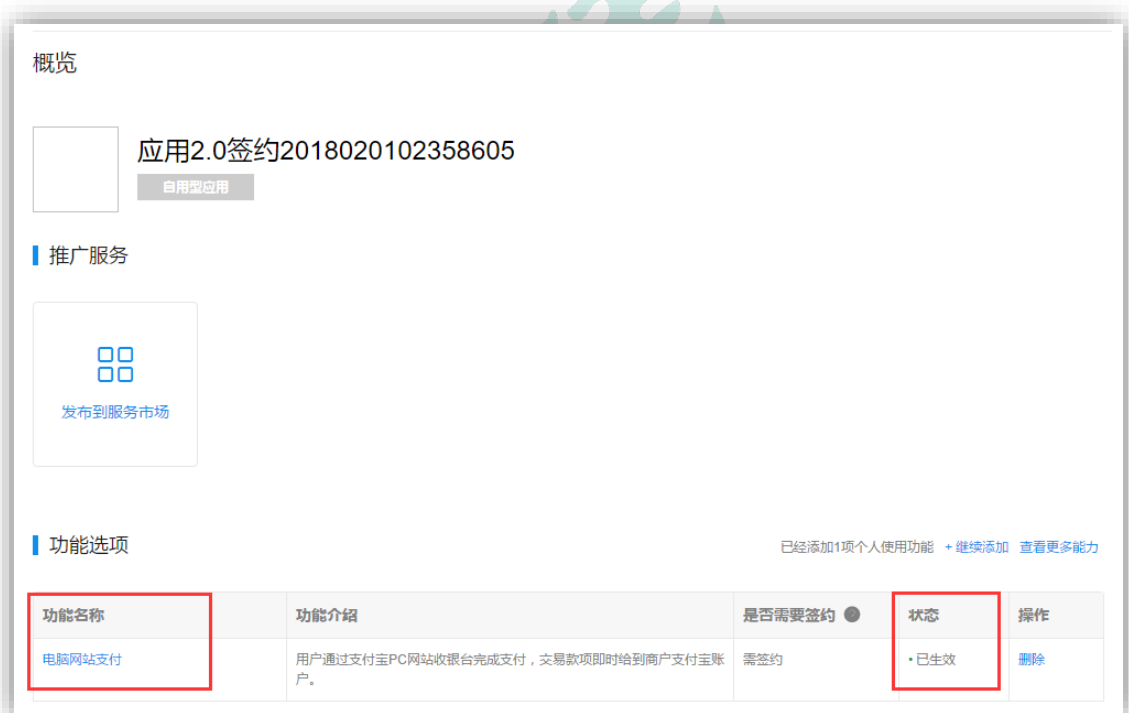 概览
应用2.0签约2018020102358605
自用型应用
推广服务
发布到服务市场
功能选项
已经添加1项个人使用功能 + 继续添加 查看更多能力
功能名称 功能介绍 是否需要签约 ? 状态 操作
电脑网站支付 用户通过支付宝PC网站收银台完成支付，交易款项即时给到商户支付宝账 需签约 • 已生效 删除
户。